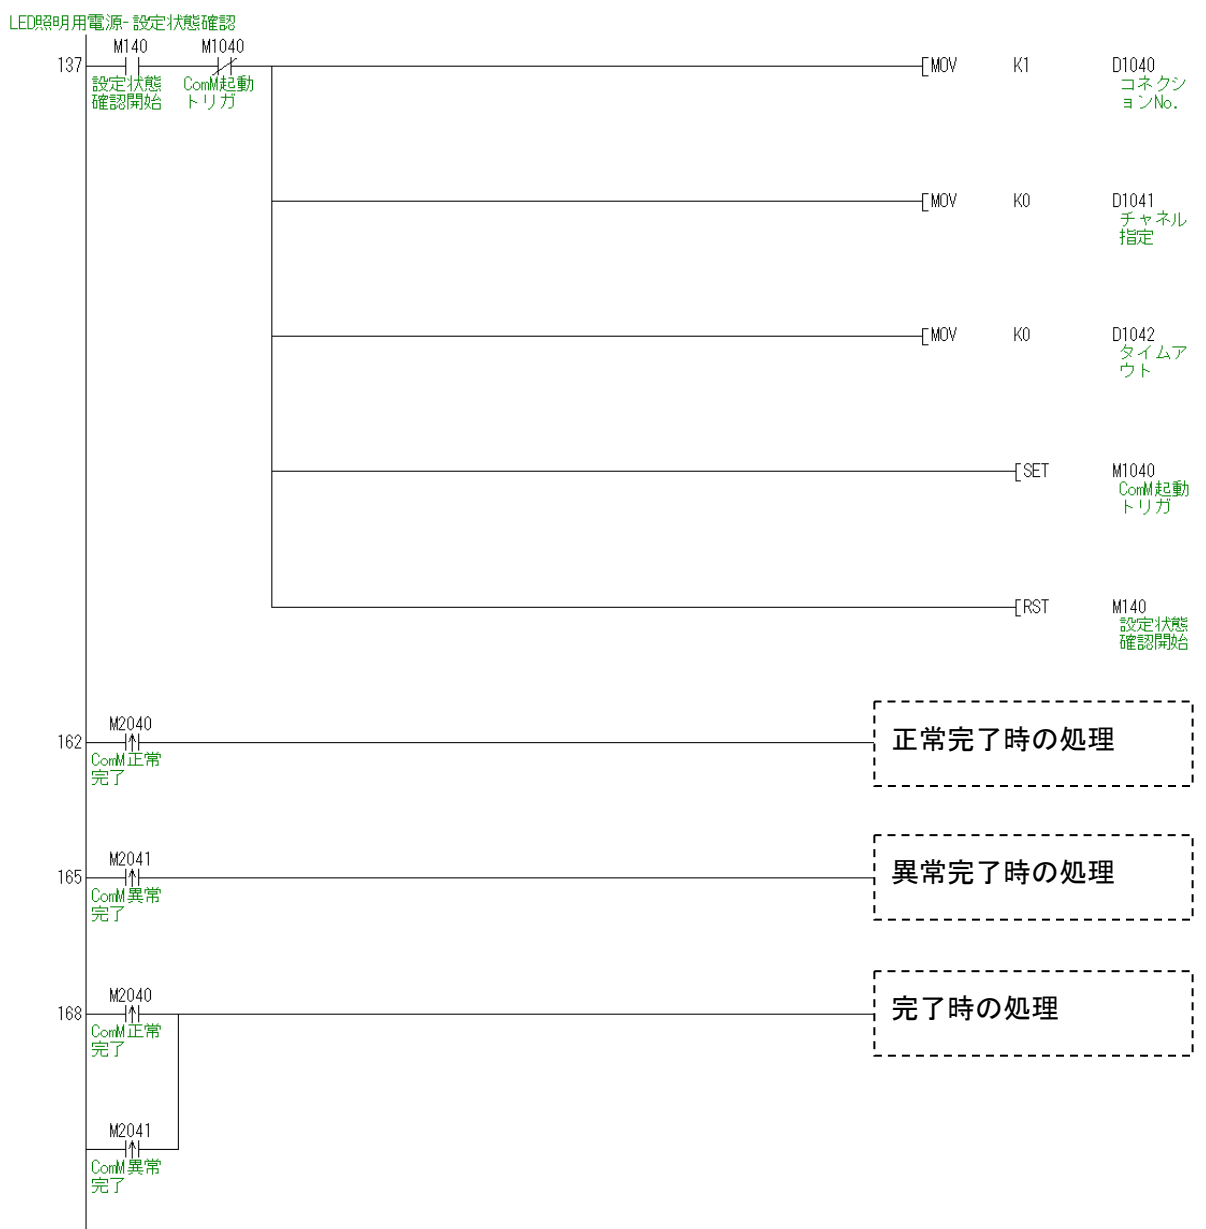 LED照明用電源-設定状態確認
M140 M1040
137 MOV K1 D1040
設定状態 ComM起動 コネクシ
確認開始 トリガ ョンNo.
MOV K0 D1041
チャネル
指定
MOV K0 D1042
タイムア
ウト
SET M1040
ComM起動
トリガ
RST M140
設定状態
確認開始
M2040
162 正常完了時の処理
ComM正常
完了
M2041
165 異常完了時の処理
ComM異常
完了
M2040
168 完了時の処理
ComM正常
完了
M2041
ComM異常
完了